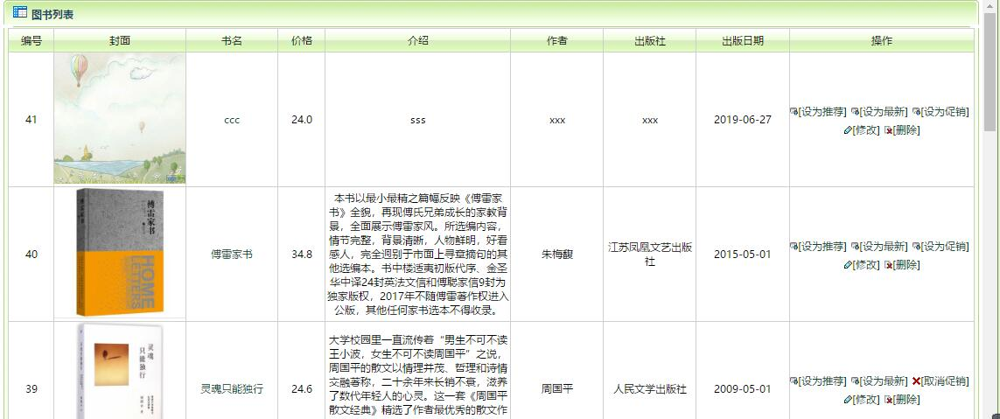 图书列表
编号 封面 书名 价格 介绍 作者 出版社 出版日期 操作
41 ccc 24.0 sss xxx xxx 2019-06-27 [设为推荐] [设为最新] [设为促销]
[修改] [删除]
傅雷家书
HOME
LETTERS
40 傅雷家书 34.8
本书以最小最精之篇幅反映《傅雷家
书》全貌，再现傅氏兄弟成长的家教背
景，全面展示傅雷家风。所选编内容，
情节完整，背景清晰，人物鲜明，好看
感人，完全迥别于市面上寻章摘句的其
他选编本。书中楼适夷初版代序、金圣
华中译24封英法文信和傅聪家信9封为
独家版权，2017年不随傅雷著作权进入
公版，其他任何家书选本不得收录。
朱梅馥
江苏凤凰文艺出版
社
2015-05-01
[设为推荐] [设为最新] [设为促销]
[修改] [删除]
灵魂
只能
独行
39 灵魂只能独行 24.6
大学校园里一直流传着“男生不可不读
王小波，女生不可不读周国平”之说，
周国平的散文以情理并茂、哲理和诗情
交融著称，二十余年来长销不衰，滋养
了数代年轻人的心灵。这一套《周国平
散文经典》精选了作者最优秀的散文作
周国平 人民文学出版社 2009-05-01
[设为推荐] [设为最新] [取消促销]
[修改] [删除]